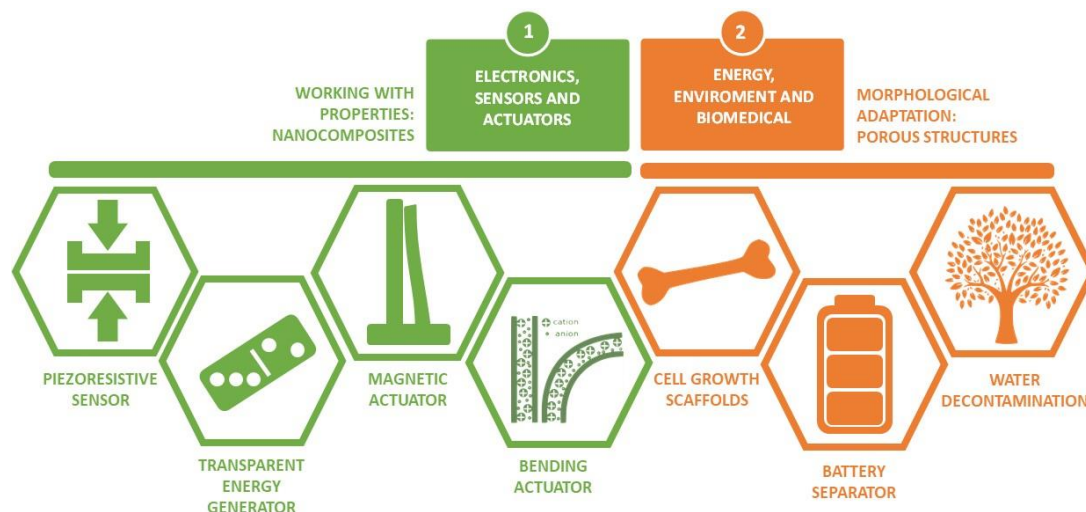 1
ELECTRONICS,
SENSORS AND
ACTUATORS
2
ENERGY,
ENVIROMENT AND
BIOMEDICAL
WORKING WITH
PROPERTIES:
NANOCOMPOSITES
MORPHOLOGICAL
ADAPTATION:
POROUS STRUCTURES
cation
anion
PIEZORESISTIVE
SENSOR
TRANSPARENT
ENERGY
GENERATOR
MAGNETIC
ACTUATOR
BENDING
ACTUATOR
CELL GROWTH
SCAFFOLDS
BATTERY
SEPARATOR
WATER
DECONTAMINATION